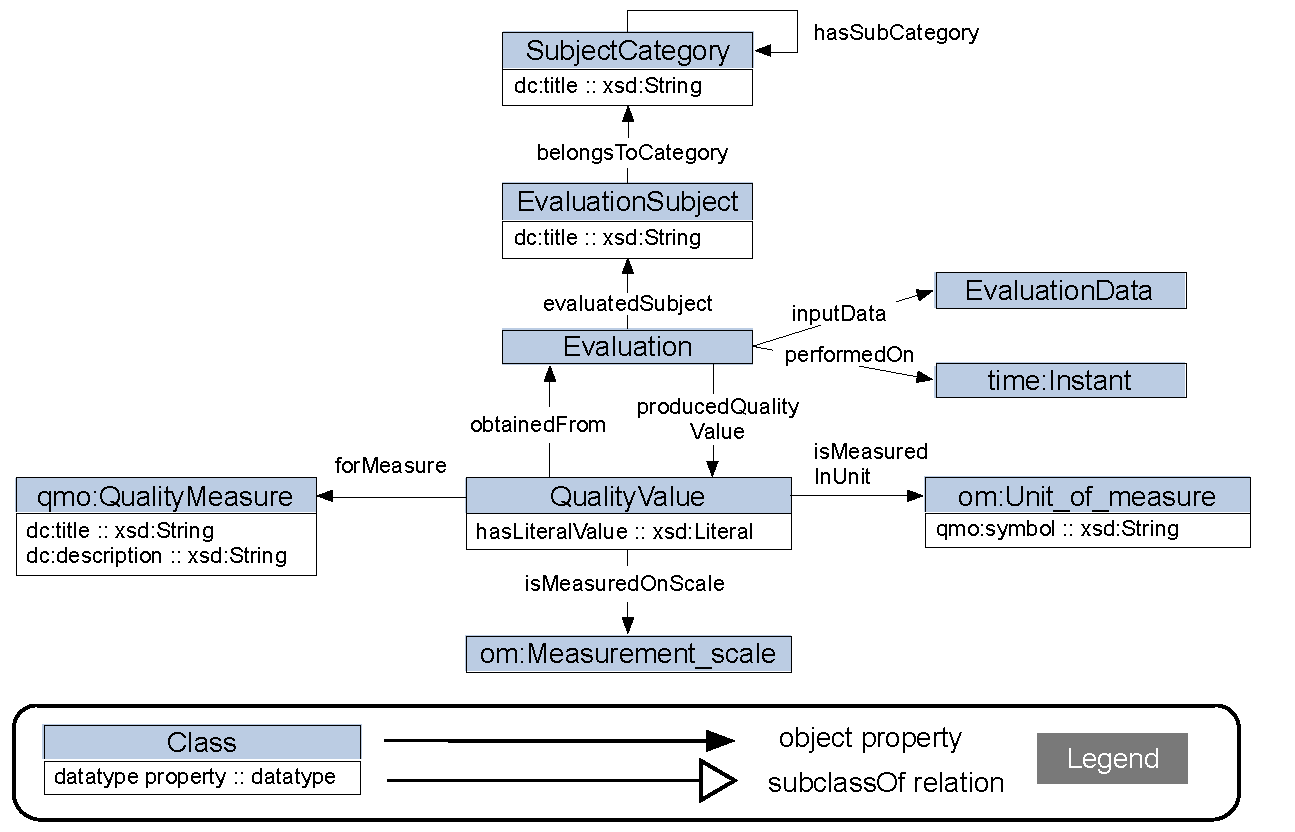 hasSubCategory
SubjectCategory
dc:title :: xsd:String
belongsToCategory
EvaluationSubject
dc:title :: xsd:String
evaluatedSubject
inputData
EvaluationData
Evaluation
performedOn
time:Instant
obtainedFrom
producedQuality
Value
forMeasure
isMeasured
InUnit
qmo:QualityMeasure
dc:title :: xsd:String
dc:description :: xsd:String
QualityValue
hasLiteralValue :: xsd:Literal
om:Unit_of_measure
qmo:symbol :: xsd:String
isMeasuredOnScale
om:Measurement_scale
Class
datatype property :: datatype
object property
subclassOf relation
Legend